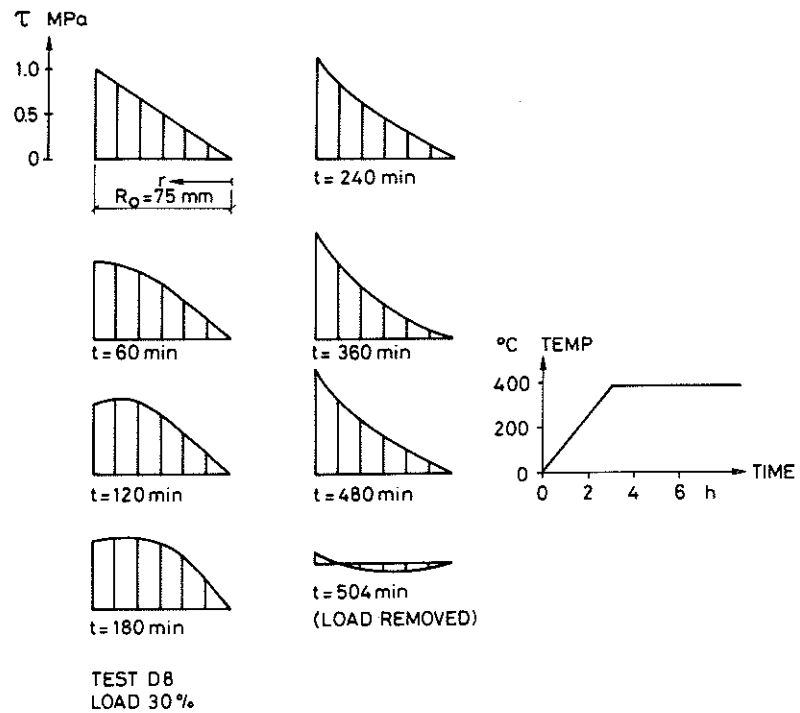 τ MPa
1.0
0.5
0
r
R₀=75 mm
t=60 min
t=120 min
t=180 min
TEST D8
LOAD 30%
t=240 min
t=360 min
t=480 min
t=504 min
(LOAD REMOVED)
°C TEMP
400
200
0
0 2 4 6 h
TIME